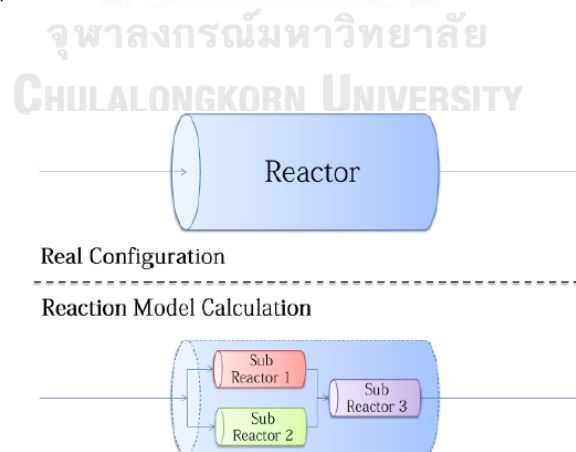 จุฬาลงกรณ์มหาวิทยาลัย
CHULALONGKORN UNIVERSITY
Reactor
Real Configuration
Reaction Model Calculation
Sub
Reactor 1
Sub
Reactor 3
Sub
Reactor 2